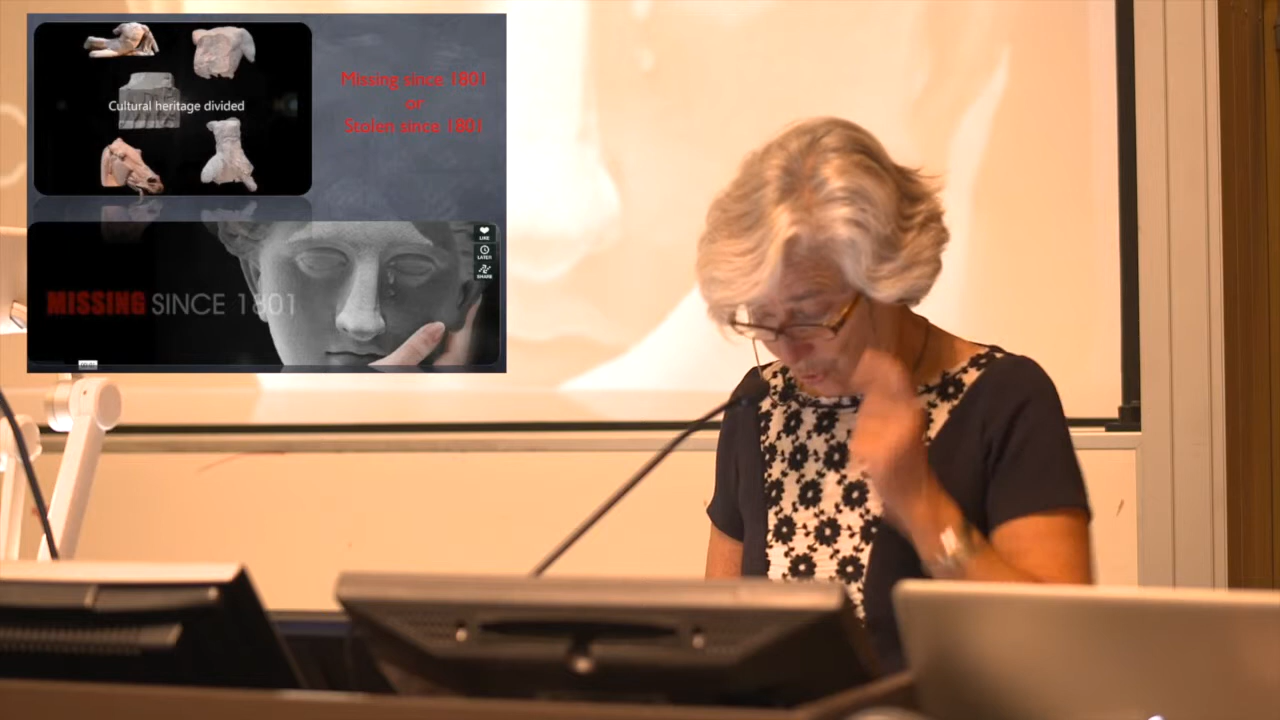 Cultural heritage divided
Missing since 1801
or
Stolen since 1801
MISSING SINCE 1801
LIKE
LATER
SHARE